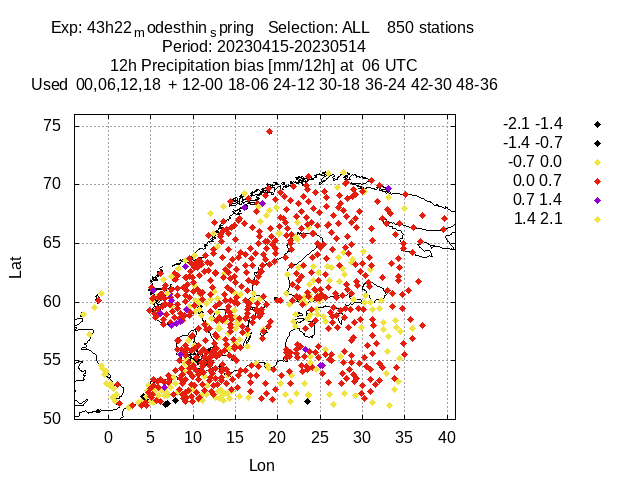 Exp: 43h22modesthinspring   Selection: ALL    850 stations
Period: 20230415-20230514
12h Precipitation bias [mm/12h] at  06 UTC
Used  00,06,12,18  + 12-00 18-06 24-12 30-18 36-24 42-30 48-36
-2.1 -1.4
-1.4 -0.7
-0.7 0.0
0.0 0.7
0.7 1.4
1.4 2.1
75
70
65
60
55
50
Lat
0 5 10 15 20 25 30 35 40
Lon